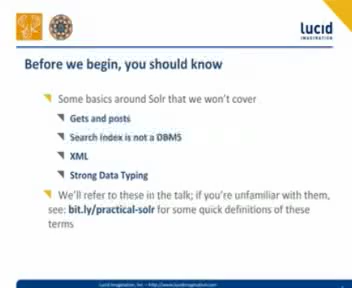 Lucid
IMAGINATION
Before we begin, you should know
Some basics around Solr that we won't cover
Gets and posts
Search Index is not a DBMS
XML
Strong Data Typing
We'll refer to these in the talk; if you're unfamiliar with them,
see: bit.ly/practical-solr for some quick definitions of these
terms
Lucid Imagination, Inc. – http://www.lucidimagination.com